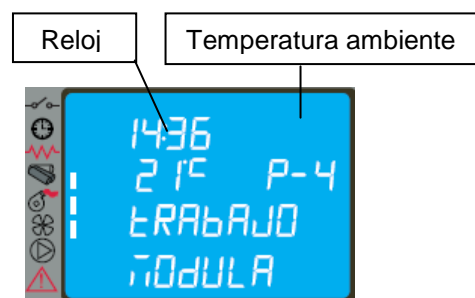 Reloj
Temperatura ambiente
14:36
21°C P-4
tRAbAJO
MOdULA